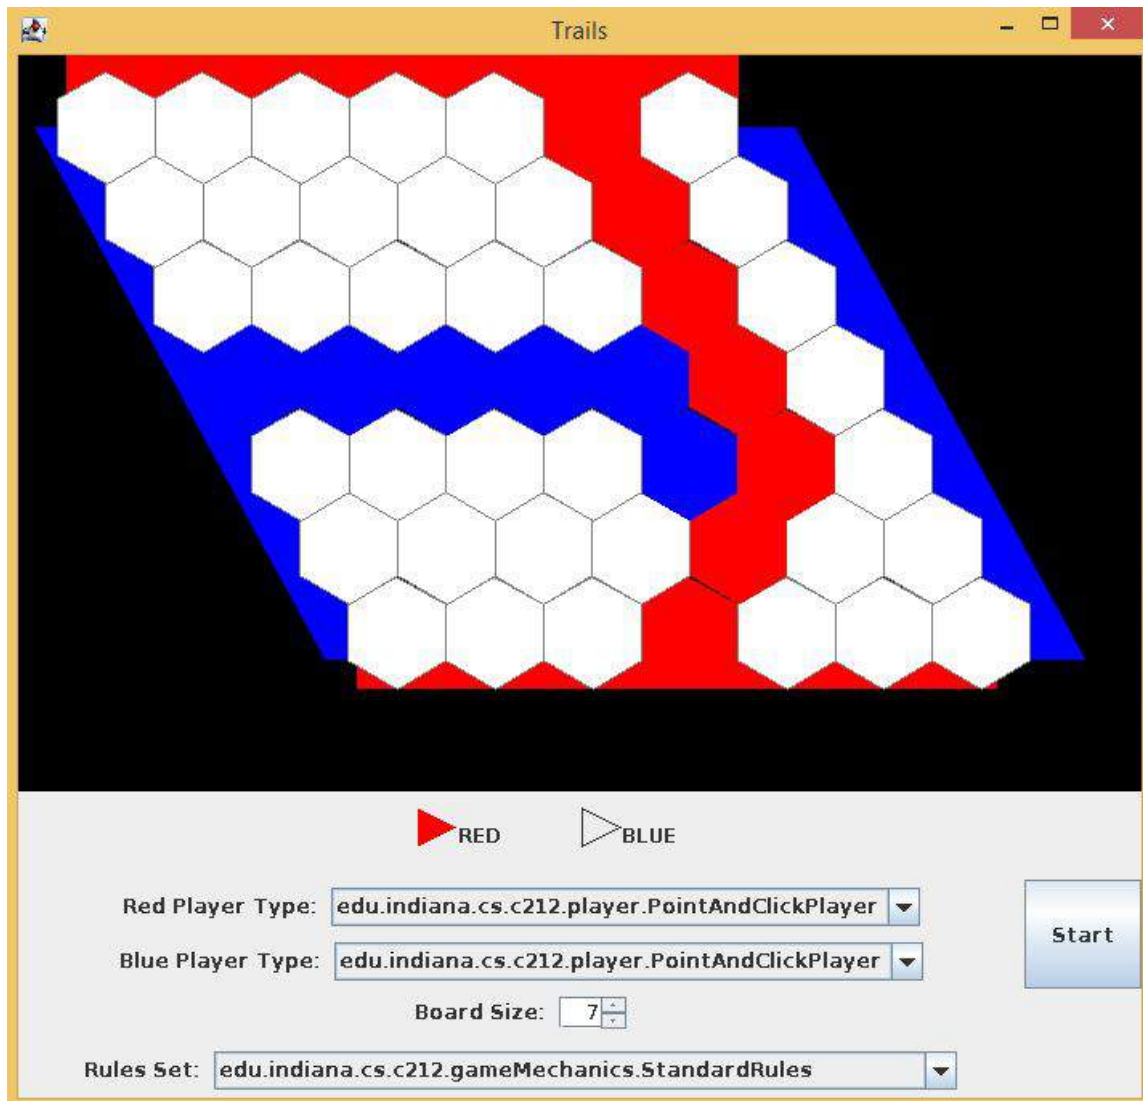 Trails
RED BLUE
Red Player Type: edu.indiana.cs.c212.player.PointAndClickPlayer
Start
Blue Player Type: edu.indiana.cs.c212.player.PointAndClickPlayer
Board Size: 7
Rules Set: edu.indiana.cs.c212.gameMechanics.StandardRules